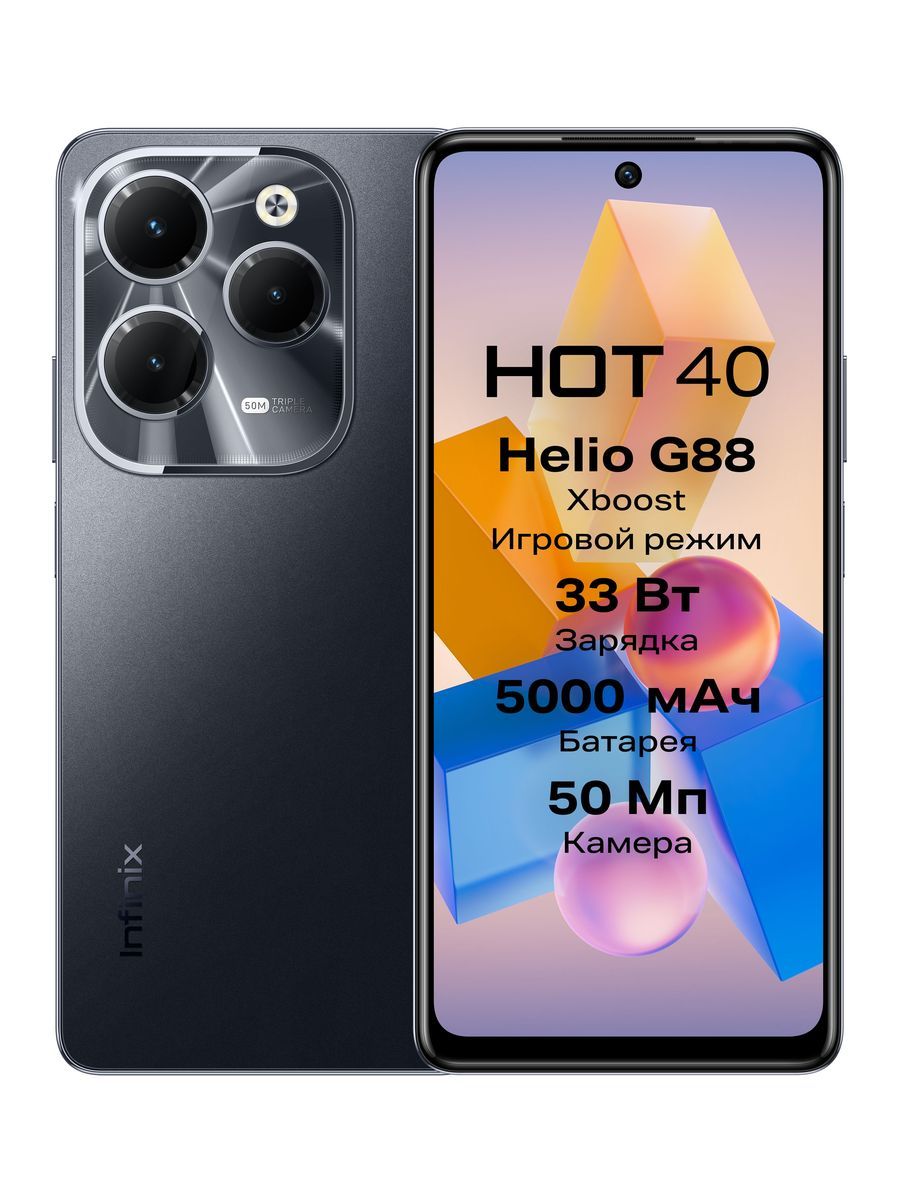 50M TRIPLE
CAMERA
Infinix
HOT 40
Helio G88
Xboost
Игровой режим
33 Вт
Зарядка
5000 мАч
Батарея
50 Мп
Камера